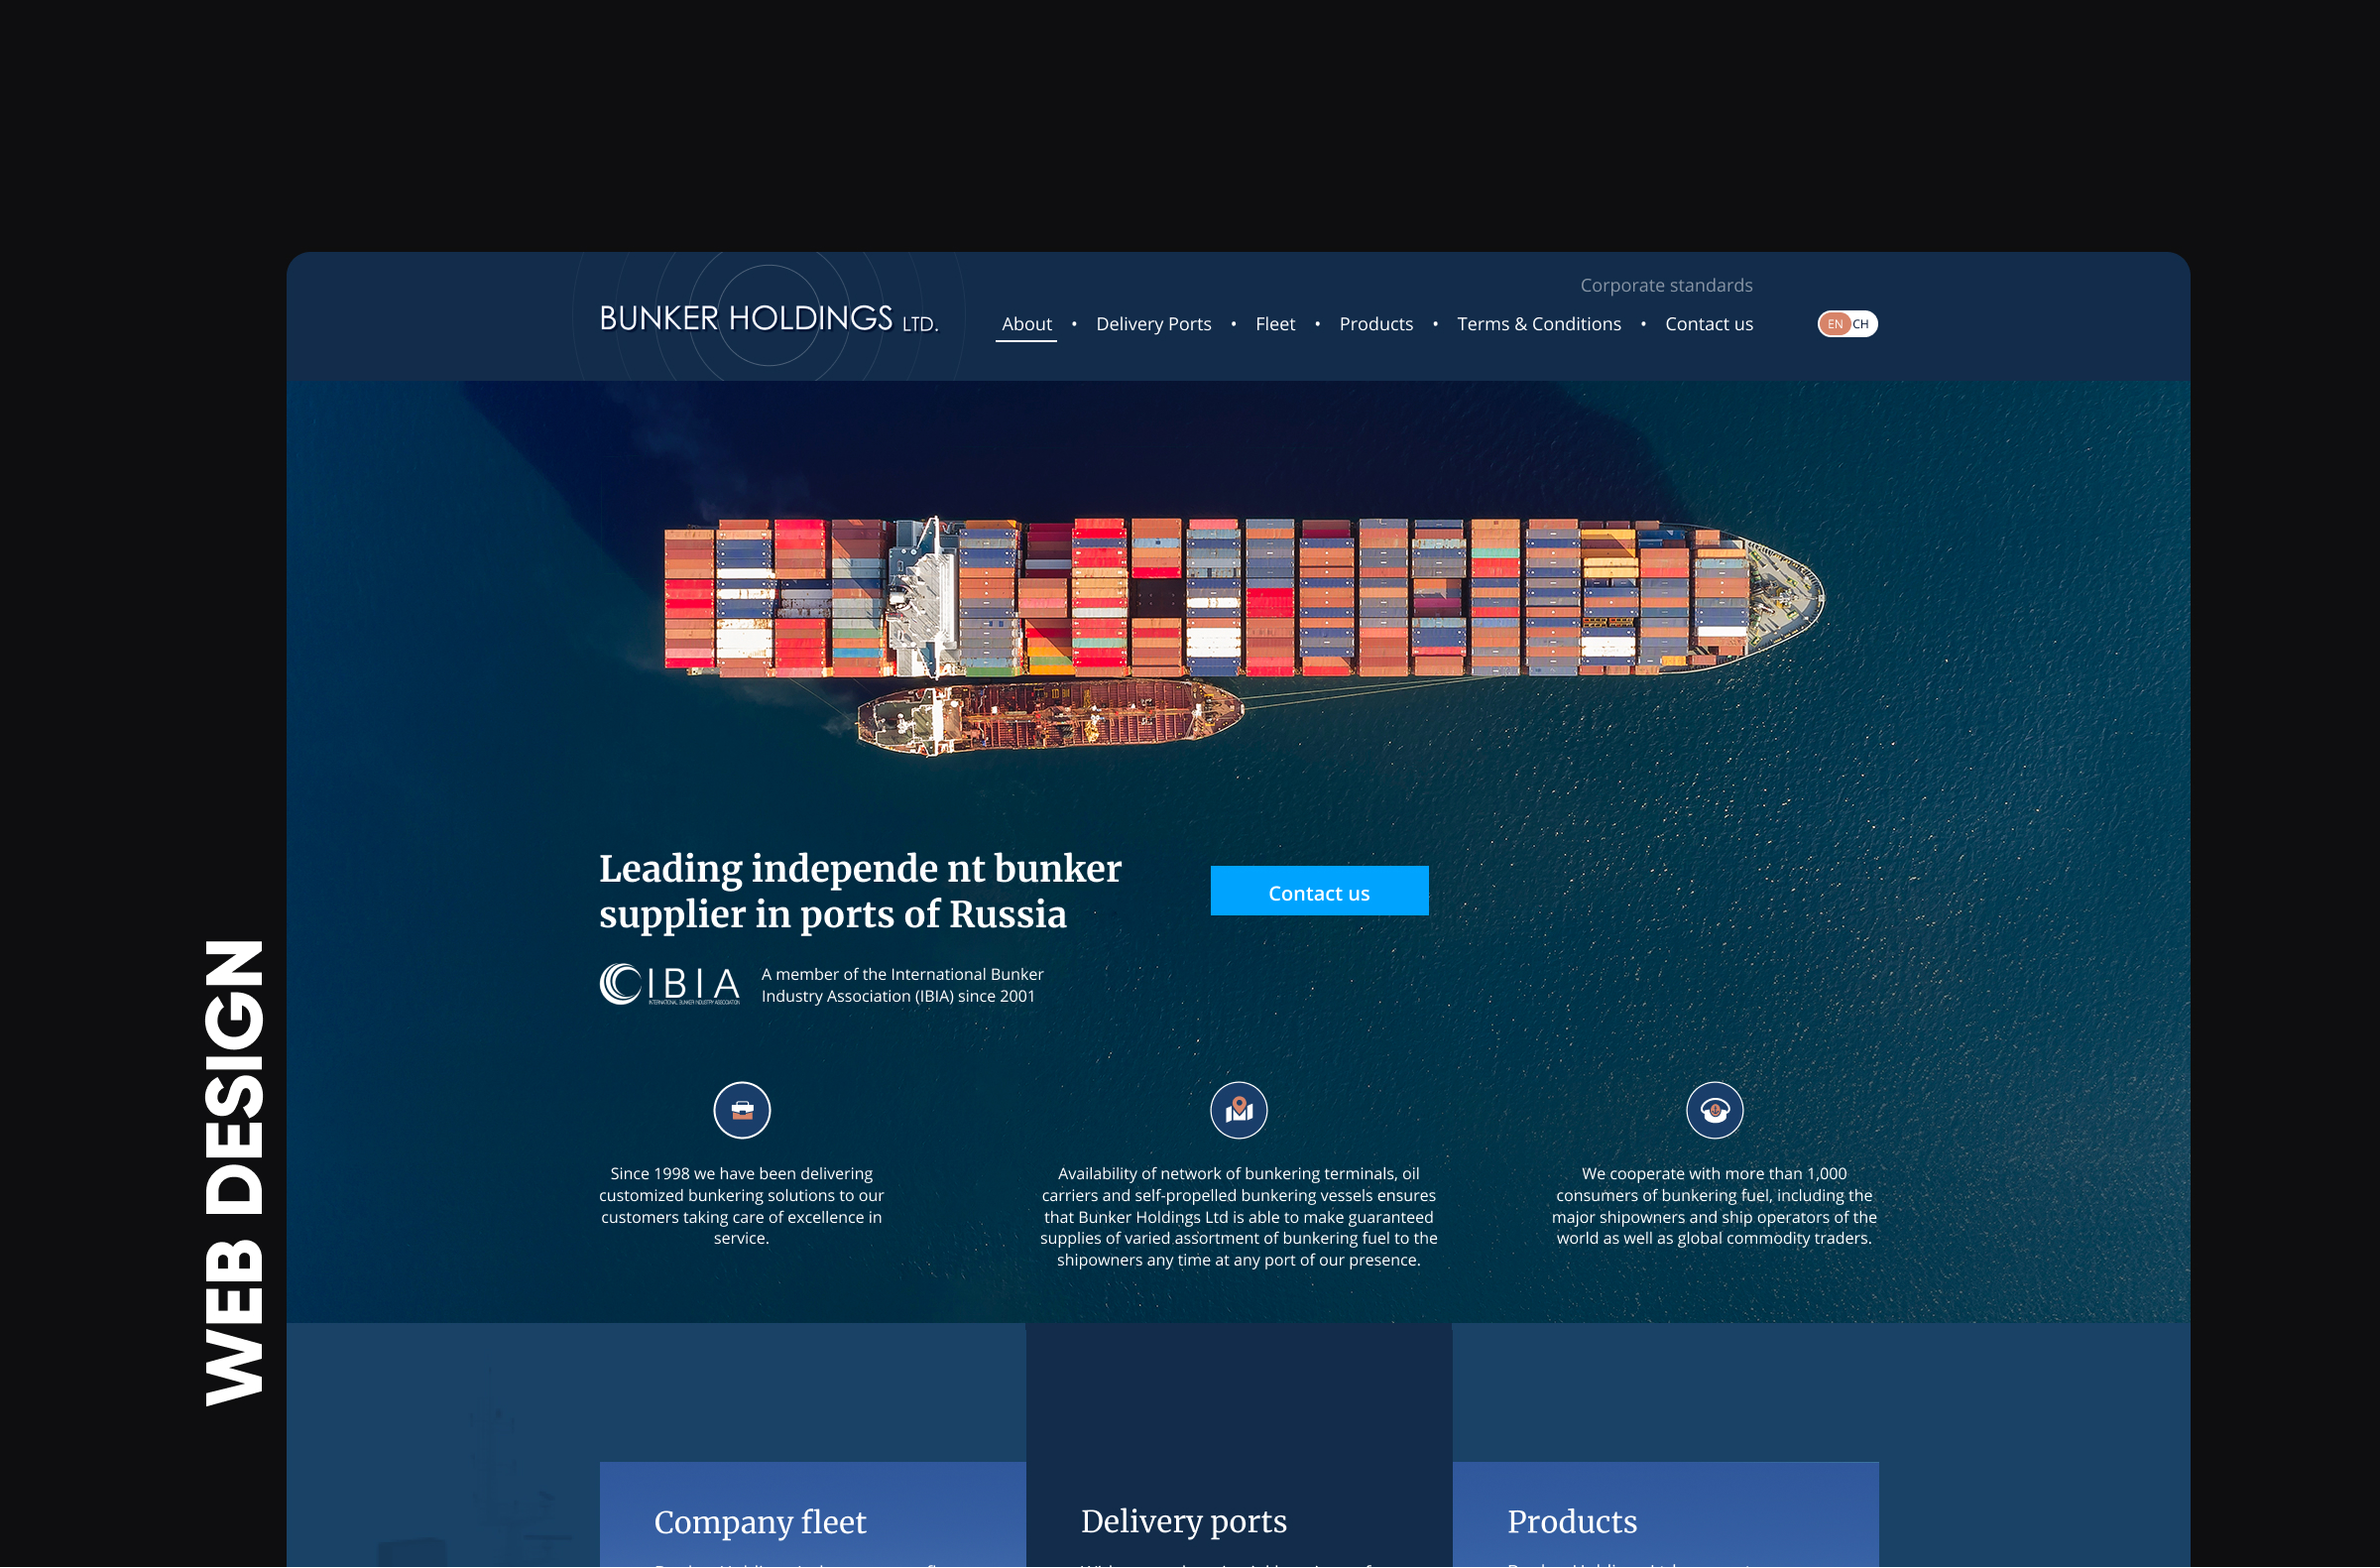 Corporate standards
BUNKER HOLDINGS LTD.
About • Delivery Ports • Fleet • Products • Terms & Conditions • Contact us
EN CH
Leading independe nt bunker
supplier in ports of Russia
Contact us
IBIA
INTERNATIONAL BUNKER INDUSTRY ASSOCIATION
A member of the International Bunker
Industry Association (IBIA) since 2001
Since 1998 we have been delivering
customized bunkering solutions to our
customers taking care of excellence in
service.
Availability of network of bunkering terminals, oil
carriers and self-propelled bunkering vessels ensures
that Bunker Holdings Ltd is able to make guaranteed
supplies of varied assortment of bunkering fuel to the
shipowners any time at any port of our presence.
We cooperate with more than 1,000
consumers of bunkering fuel, including the
major shipowners and ship operators of the
world as well as global commodity traders.
WEB DESIGN
Company fleet
Delivery ports
Products